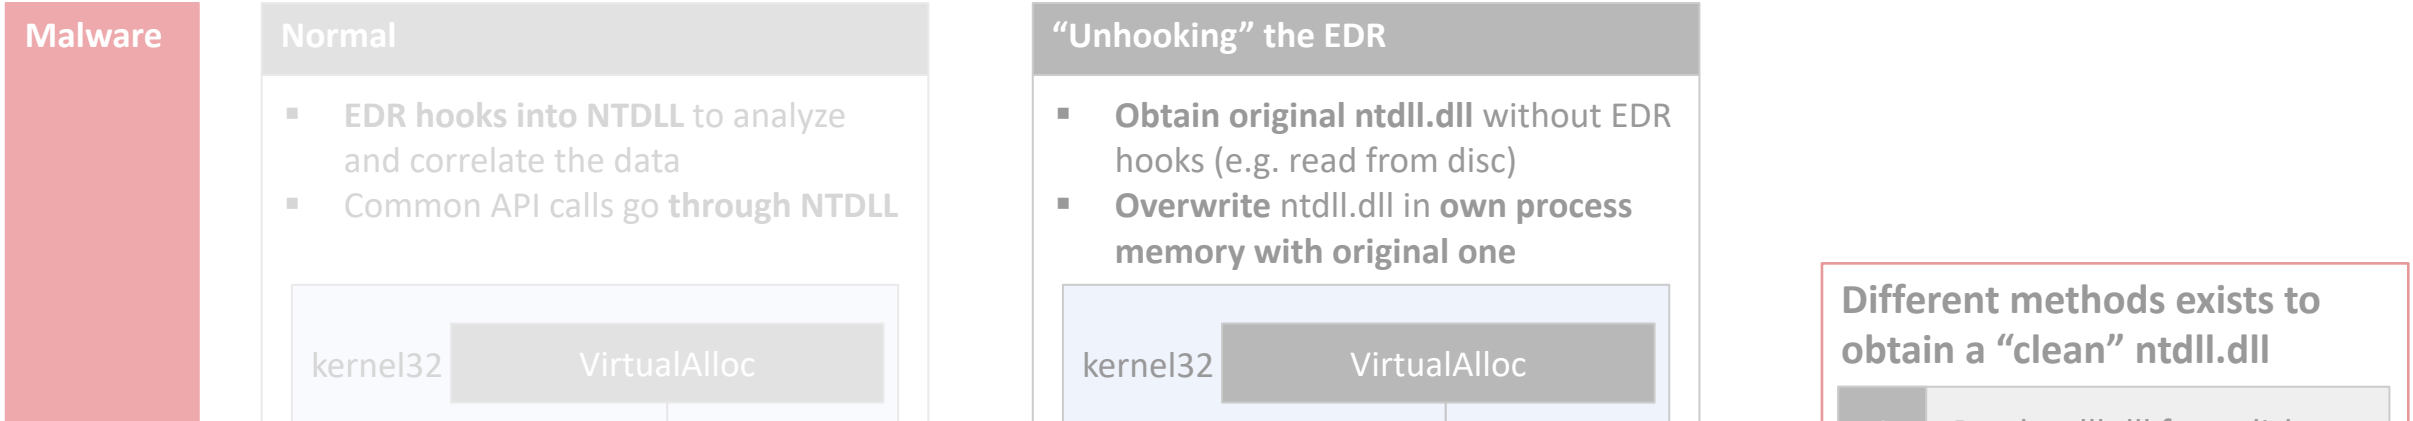 Malware
Normal
▪ EDR hooks into NTDLL to analyze
and correlate the data
▪ Common API calls go through NTDLL
kernel32
VirtualAlloc
“Unhooking” the EDR
▪ Obtain original ntdll.dll without EDR
hooks (e.g. read from disc)
▪ Overwrite ntdll.dll in own process
memory with original one
kernel32
VirtualAlloc
Different methods exists to
obtain a “clean” ntdll.dll